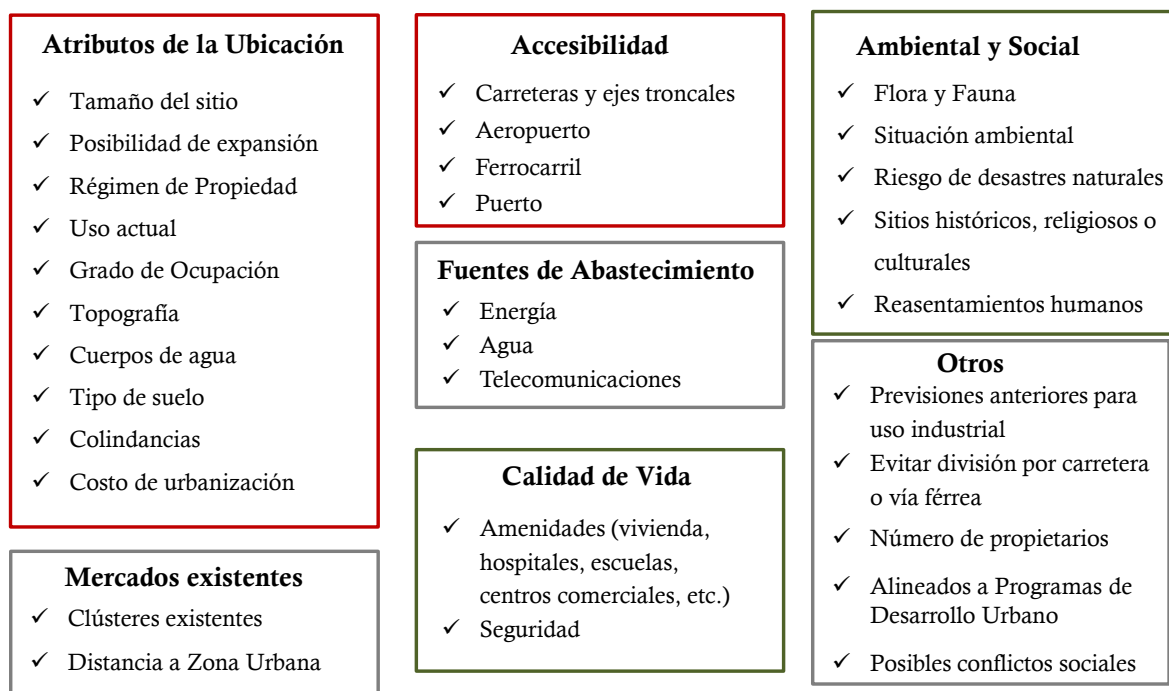 Atributos de la Ubicación
✓ Tamaño del sitio
✓ Posibilidad de expansión
✓ Régimen de Propiedad
✓ Uso actual
✓ Grado de Ocupación
✓ Topografía
✓ Cuerpos de agua
✓ Tipo de suelo
✓ Colindancias
✓ Costo de urbanización
Mercados existentes
✓ Clústeres existentes
✓ Distancia a Zona Urbana
Accesibilidad
✓ Carreteras y ejes troncales
✓ Aeropuerto
✓ Ferrocarril
✓ Puerto
Fuentes de Abastecimiento
✓ Energía
✓ Agua
✓ Telecomunicaciones
Calidad de Vida
✓ Amenidades (vivienda,
hospitales, escuelas,
centros comerciales, etc.)
✓ Seguridad
Ambiental y Social
✓ Flora y Fauna
✓ Situación ambiental
✓ Riesgo de desastres naturales
✓ Sitios históricos, religiosos o
culturales
✓ Reasentamientos humanos
Otros
✓ Previsiones anteriores para
uso industrial
✓ Evitar división por carretera
o vía férrea
✓ Número de propietarios
✓ Alineados a Programas de
Desarrollo Urbano
✓ Posibles conflictos sociales